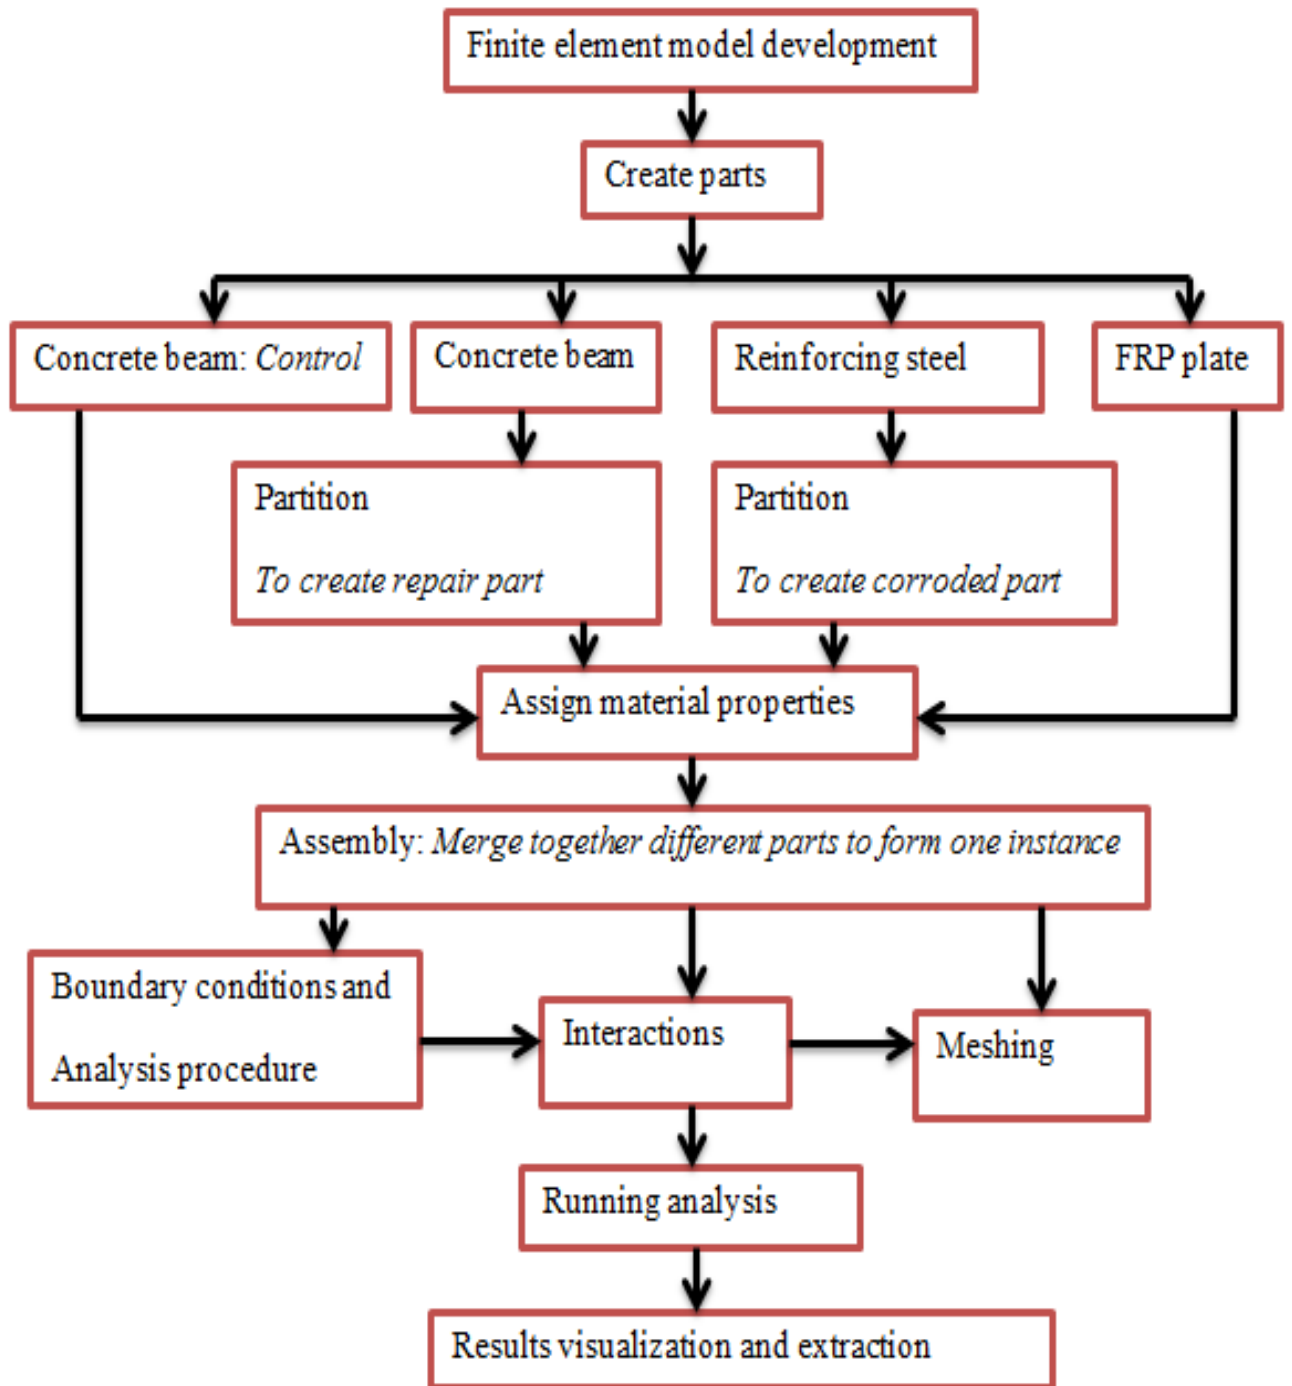 Finite element model development
Create parts
Concrete beam: Control
Concrete beam
Reinforcing steel
FRP plate
Partition
To create repair part
Partition
To create corroded part
Assign material properties
Assembly: Merge together different parts to form one instance
Boundary conditions and
Analysis procedure
Interactions
Meshing
Running analysis
Results visualization and extraction